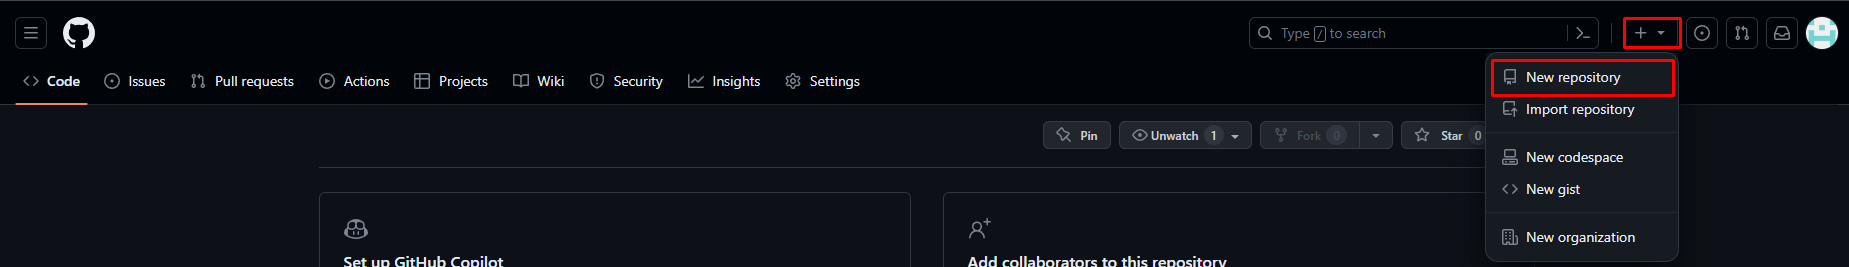 Type / to search
Code Issues Pull requests Actions Projects Wiki Security Insights Settings
New repository
Import repository
New codespace
New gist
New organization
Pin Unwatch 1 Fork 0 Star 0
Set up GitHub Copilot
Add collaborators to this repository